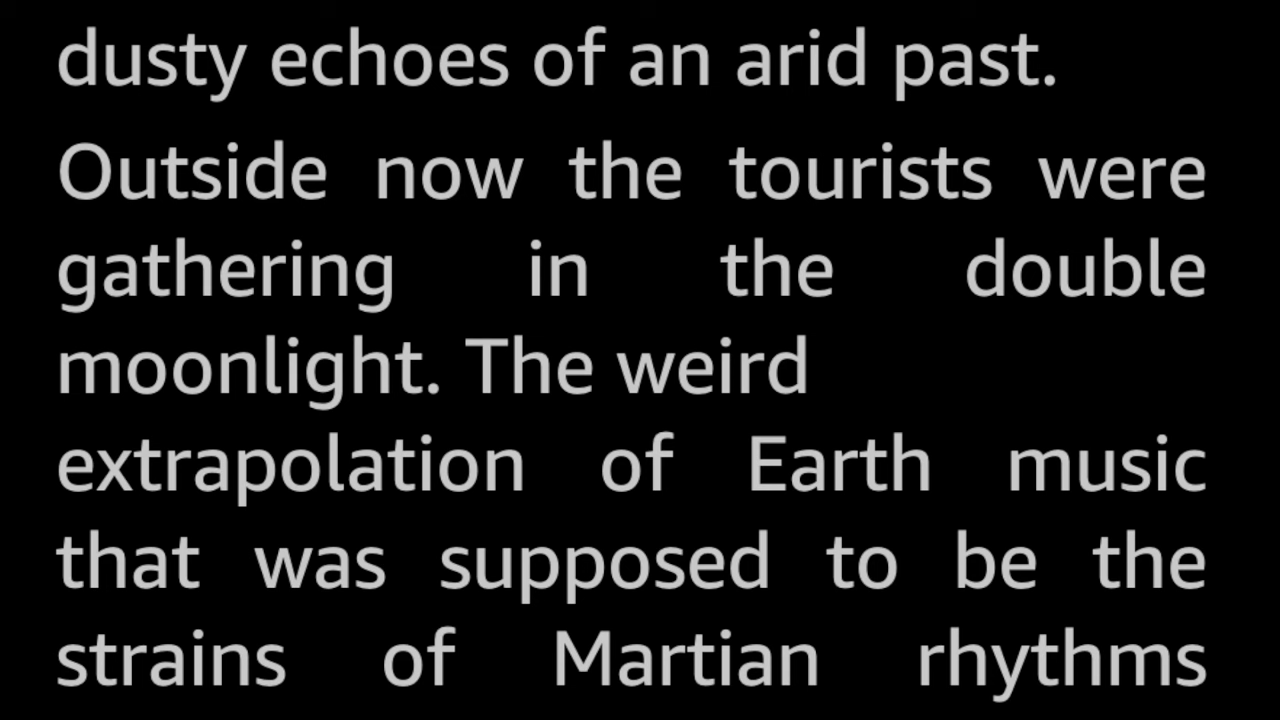 dusty echoes of an arid past.
Outside now the tourists were
gathering in the double
moonlight. The weird
extrapolation of Earth music
that was supposed to be the
strains of Martian rhythms